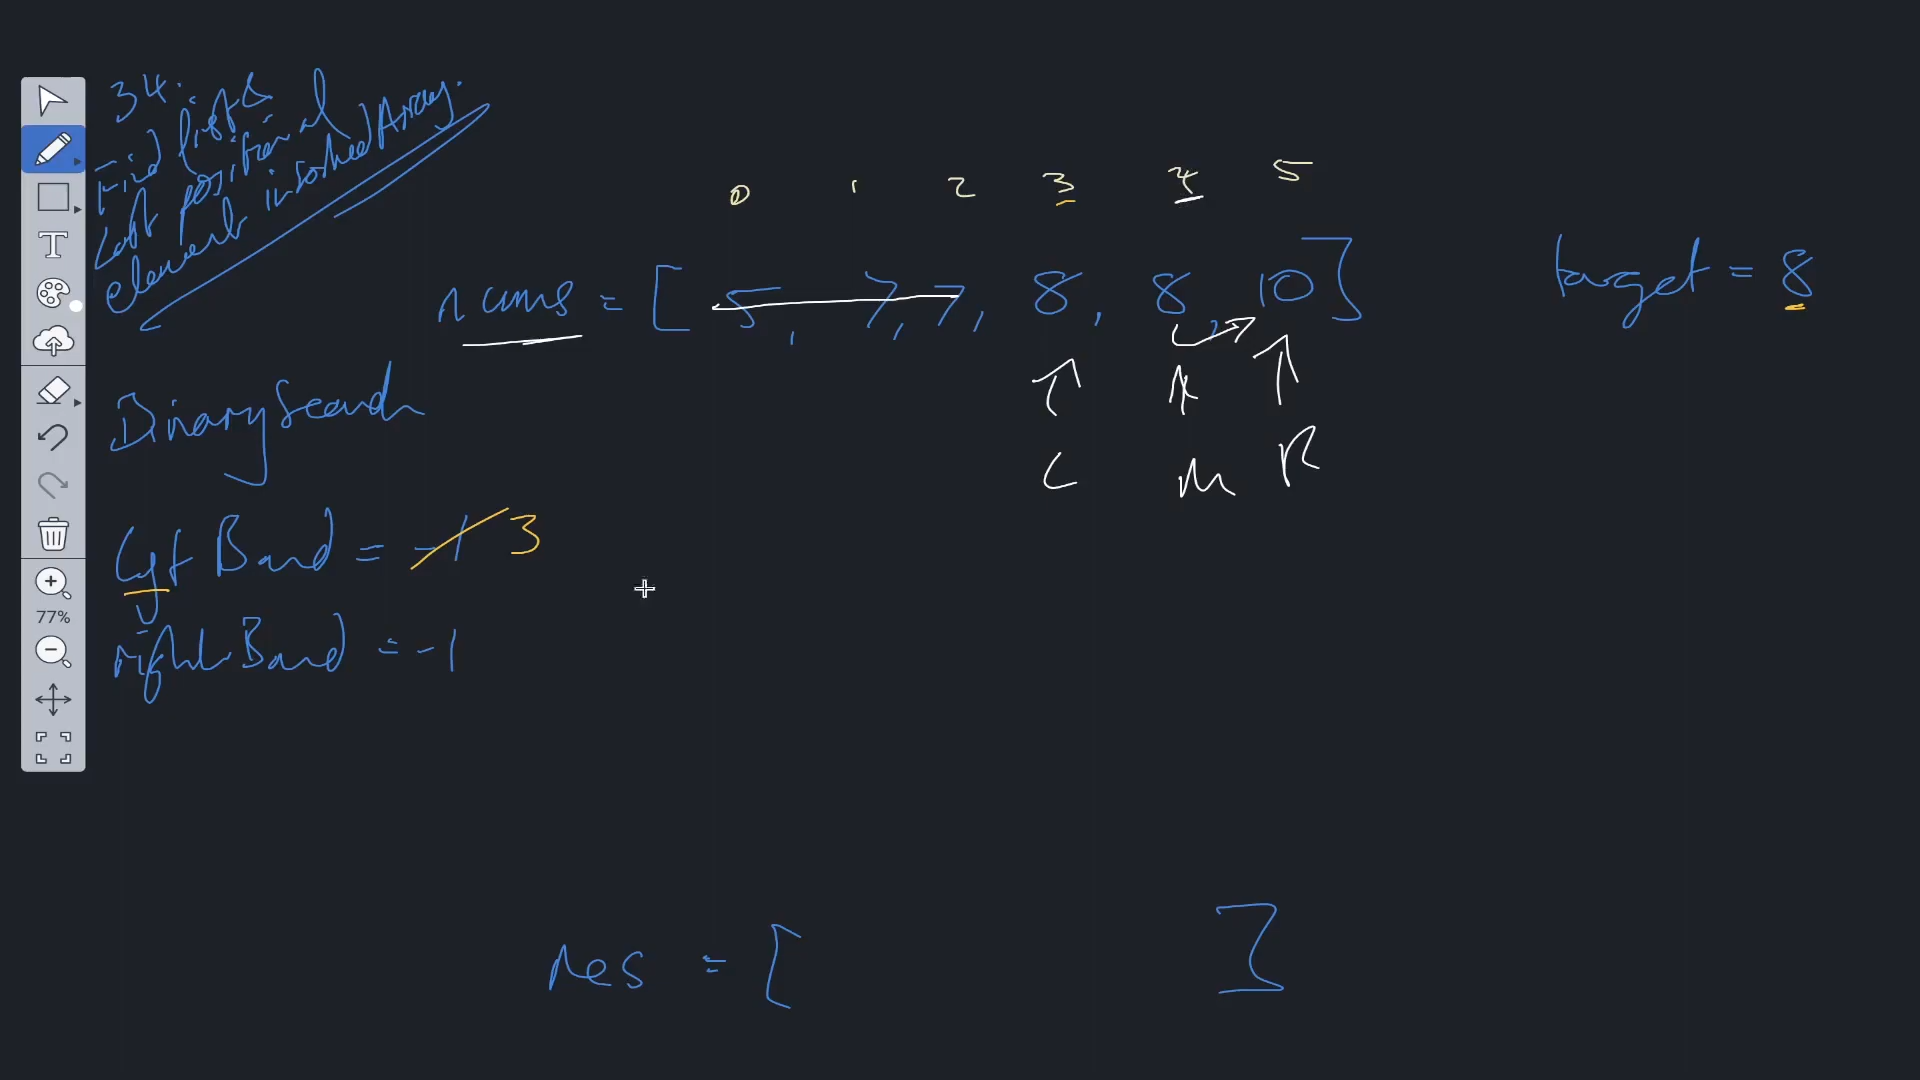 34.
Find first &
Last position of
element in Sorted Array.
0 1 2 3 4 5
nums = [ 5, 7, 7, 8, 8, 10 ]
target = 8
Binary Search
L M R
Left Bound = -1 3
right Bound = -1
77%
res = [ ]